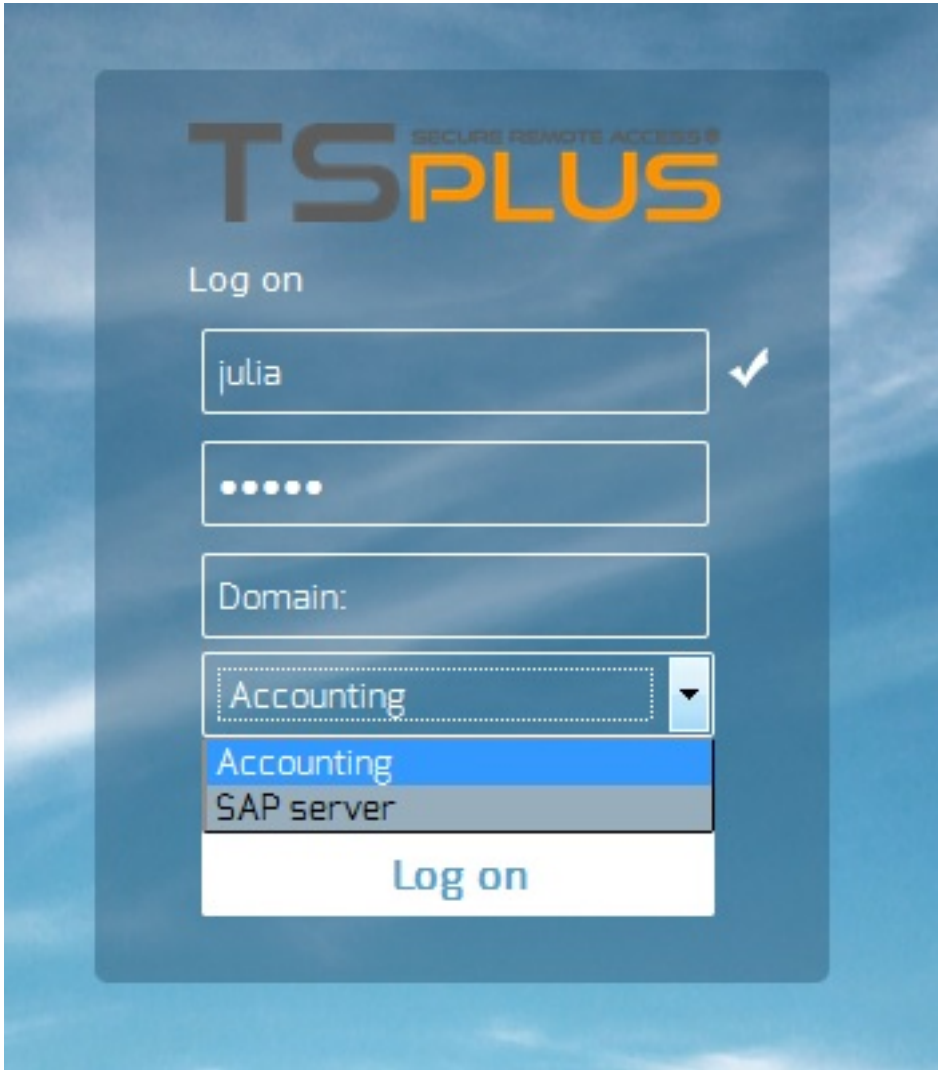 TSPLUS
SECURE REMOTE ACCESS®
Log on
julia
•••••
Domain:
Accounting
Accounting
SAP server
Log on